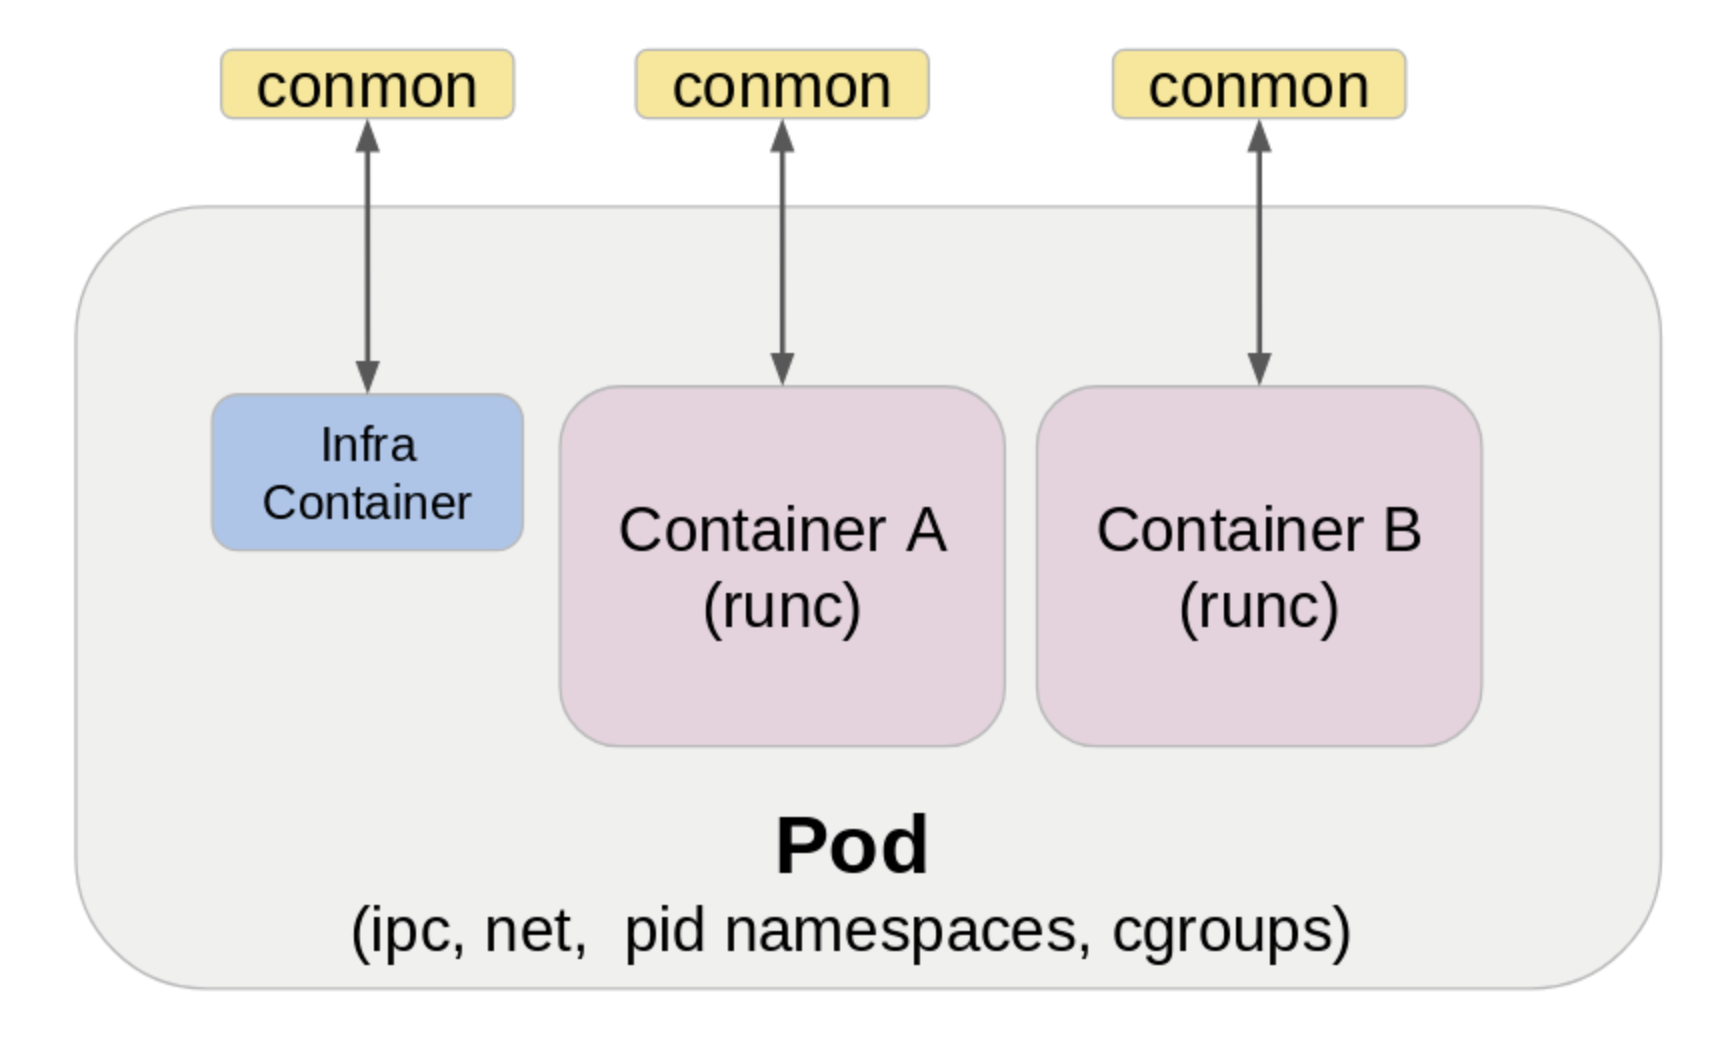 conmon
conmon
conmon
Infra
Container
Container A
(runc)
Container B
(runc)
Pod
(ipc, net,  pid namespaces, cgroups)